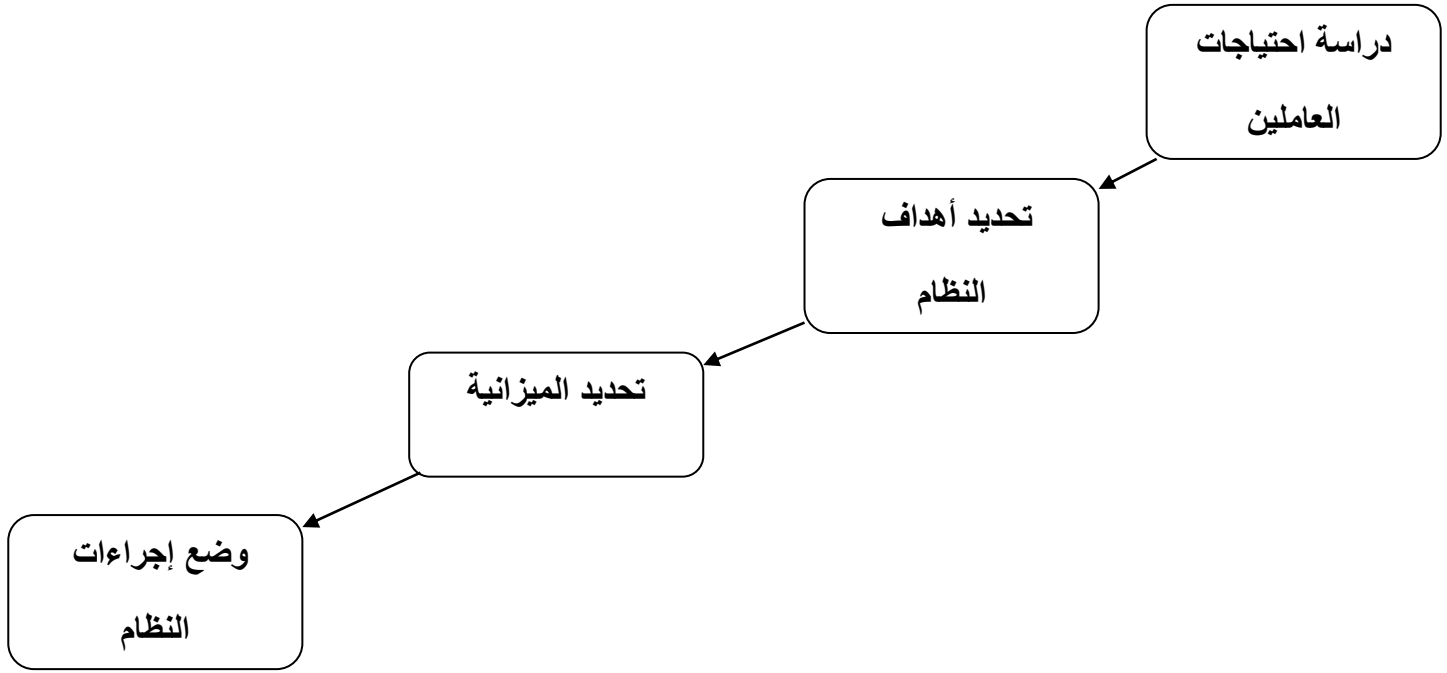 دراسة احتياجات
العاملين
تحديد أهداف
النظام
تحديد الميزانية
وضع إجراءات
النظام